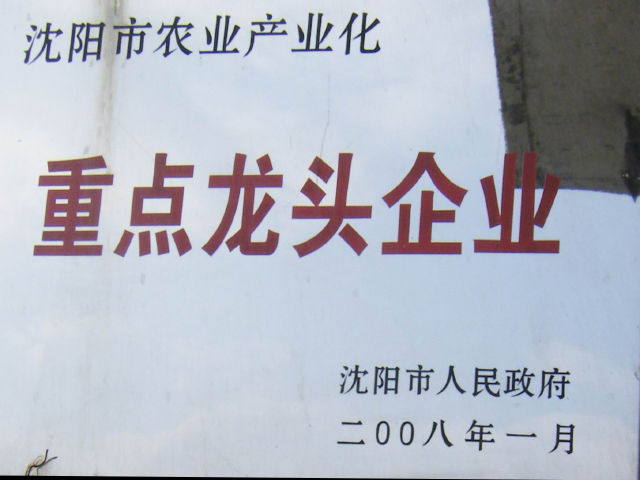 沈阳市农业产业化
重点龙头企业
沈阳市人民政府
二00八年一月